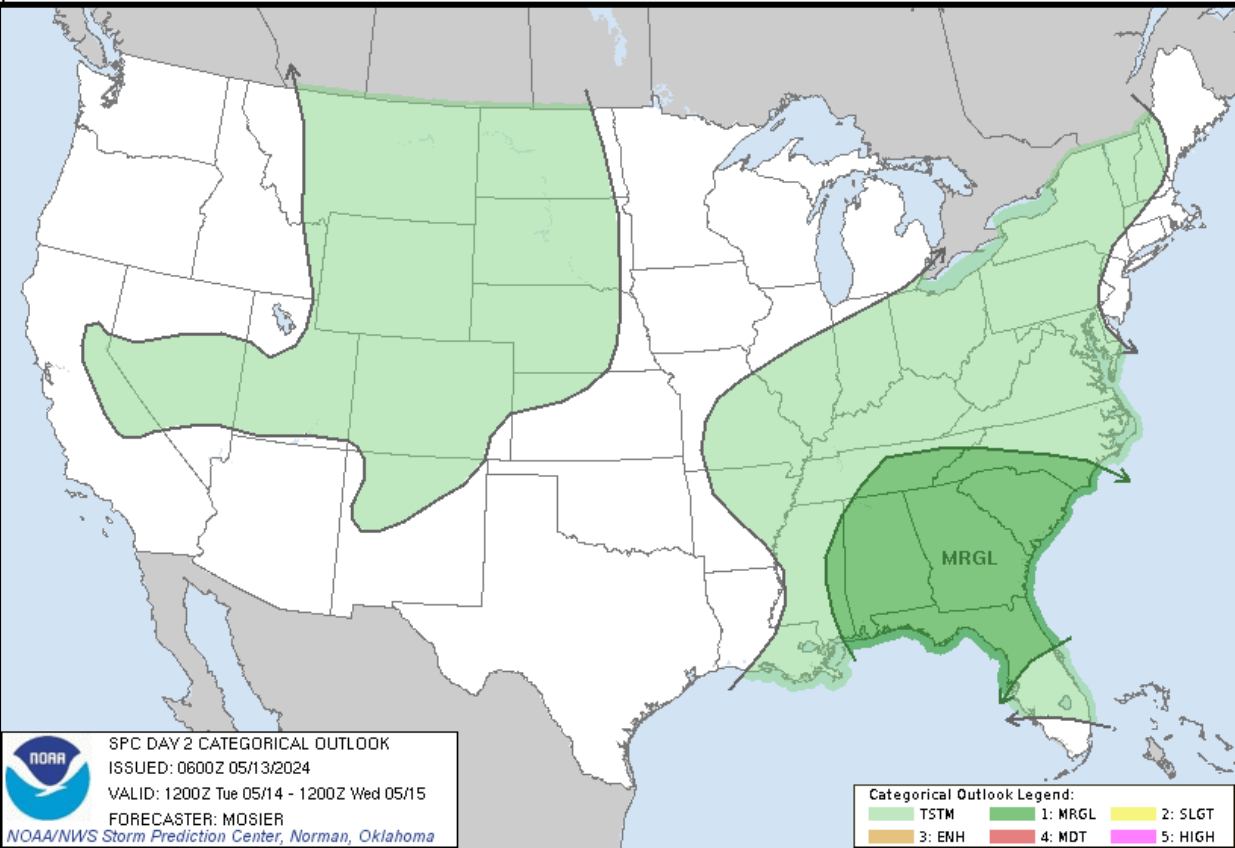 MRGL
NOAA
SPC DAY 2 CATEGORICAL OUTLOOK
ISSUED: 0600Z 05/13/2024
VALID: 1200Z Tue 05/14 - 1200Z Wed 05/15
FORECASTER: MOSIER
NOAA/NWS Storm Prediction Center, Norman, Oklahoma
Categorical Outlook Legend:
TSTM 1: MRGL 2: SLGT
3: ENH 4: MDT 5: HIGH